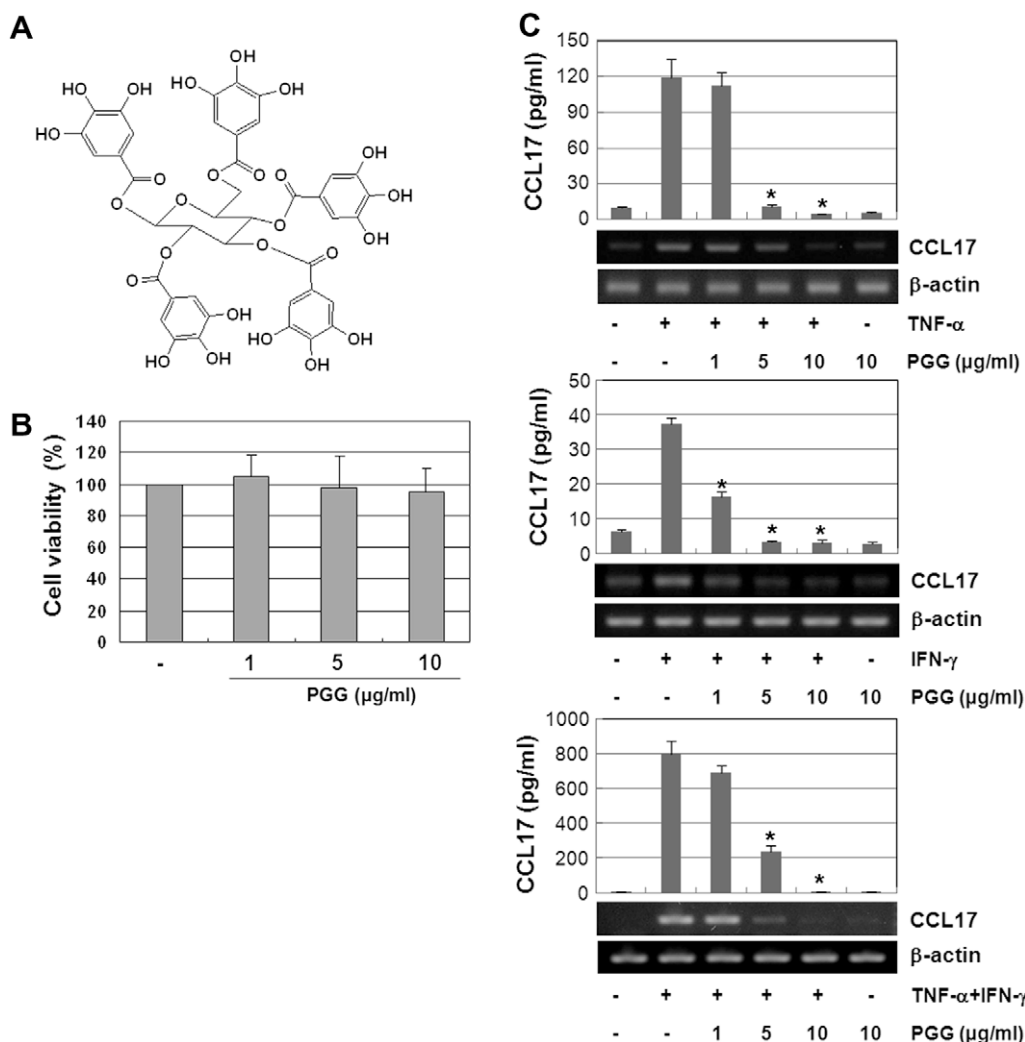 A
OH
OH
OH
OH
OH
OH
HO
HO
OH
O
O
O
O
O
O
O
O
O
O
O
OH
OH
OH
OH
OH
HO
OH
HO
OH
B
Cell viability (%)
140
120
100
80
60
40
20
0
- 1 5 10
PGG (μg/ml)
C
CCL17 (pg/ml)
150
120
90
60
30
0
* *
CCL17
β-actin
- + + + + - TNF-α
- - 1 5 10 10 PGG (μg/ml)
CCL17 (pg/ml)
50
40
30
20
10
0
* * *
CCL17
β-actin
- + + + + - IFN-γ
- - 1 5 10 10 PGG (μg/ml)
CCL17 (pg/ml)
1000
800
600
400
200
0
* *
CCL17
β-actin
- + + + + - TNF-α+IFN-γ
- - 1 5 10 10 PGG (μg/ml)